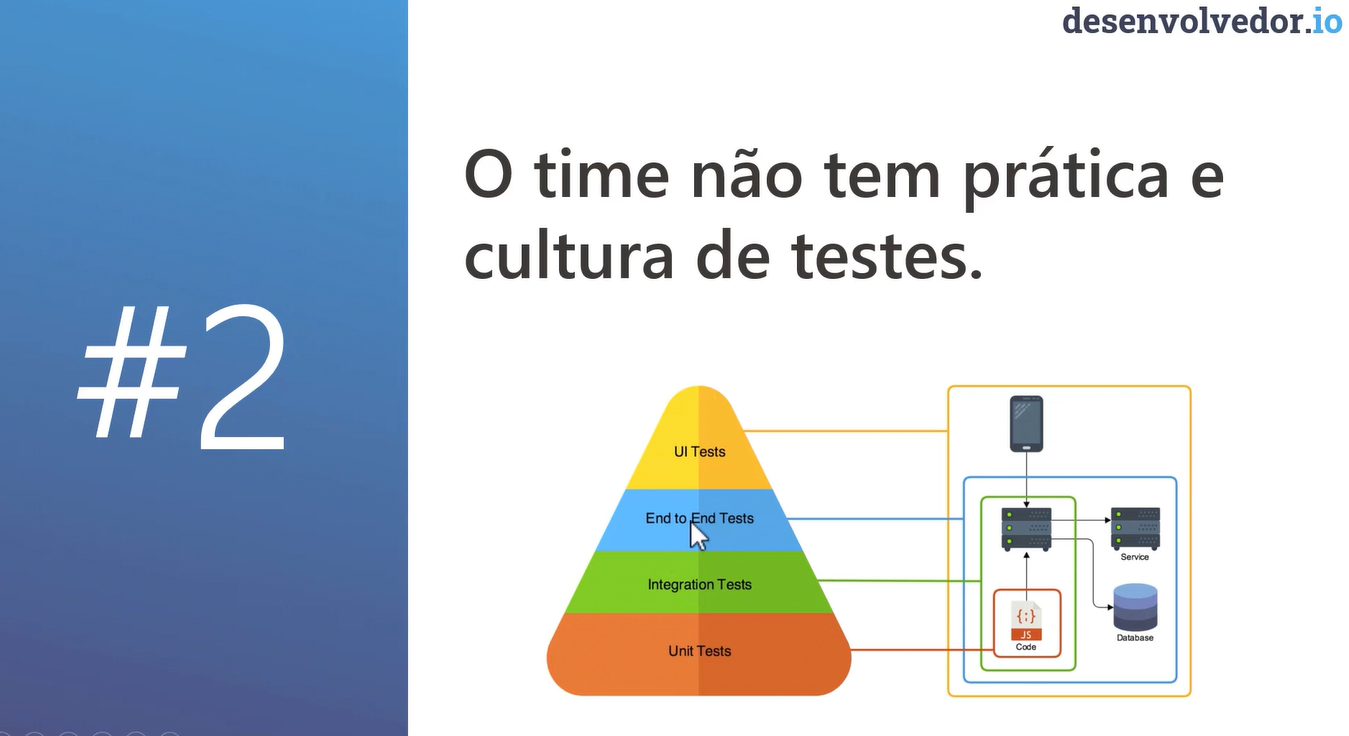 desenvolvedor.io
#2
O time não tem prática e
cultura de testes.
UI Tests
End to End Tests
Integration Tests
Unit Tests
Service
{;}
JS
Code
Database